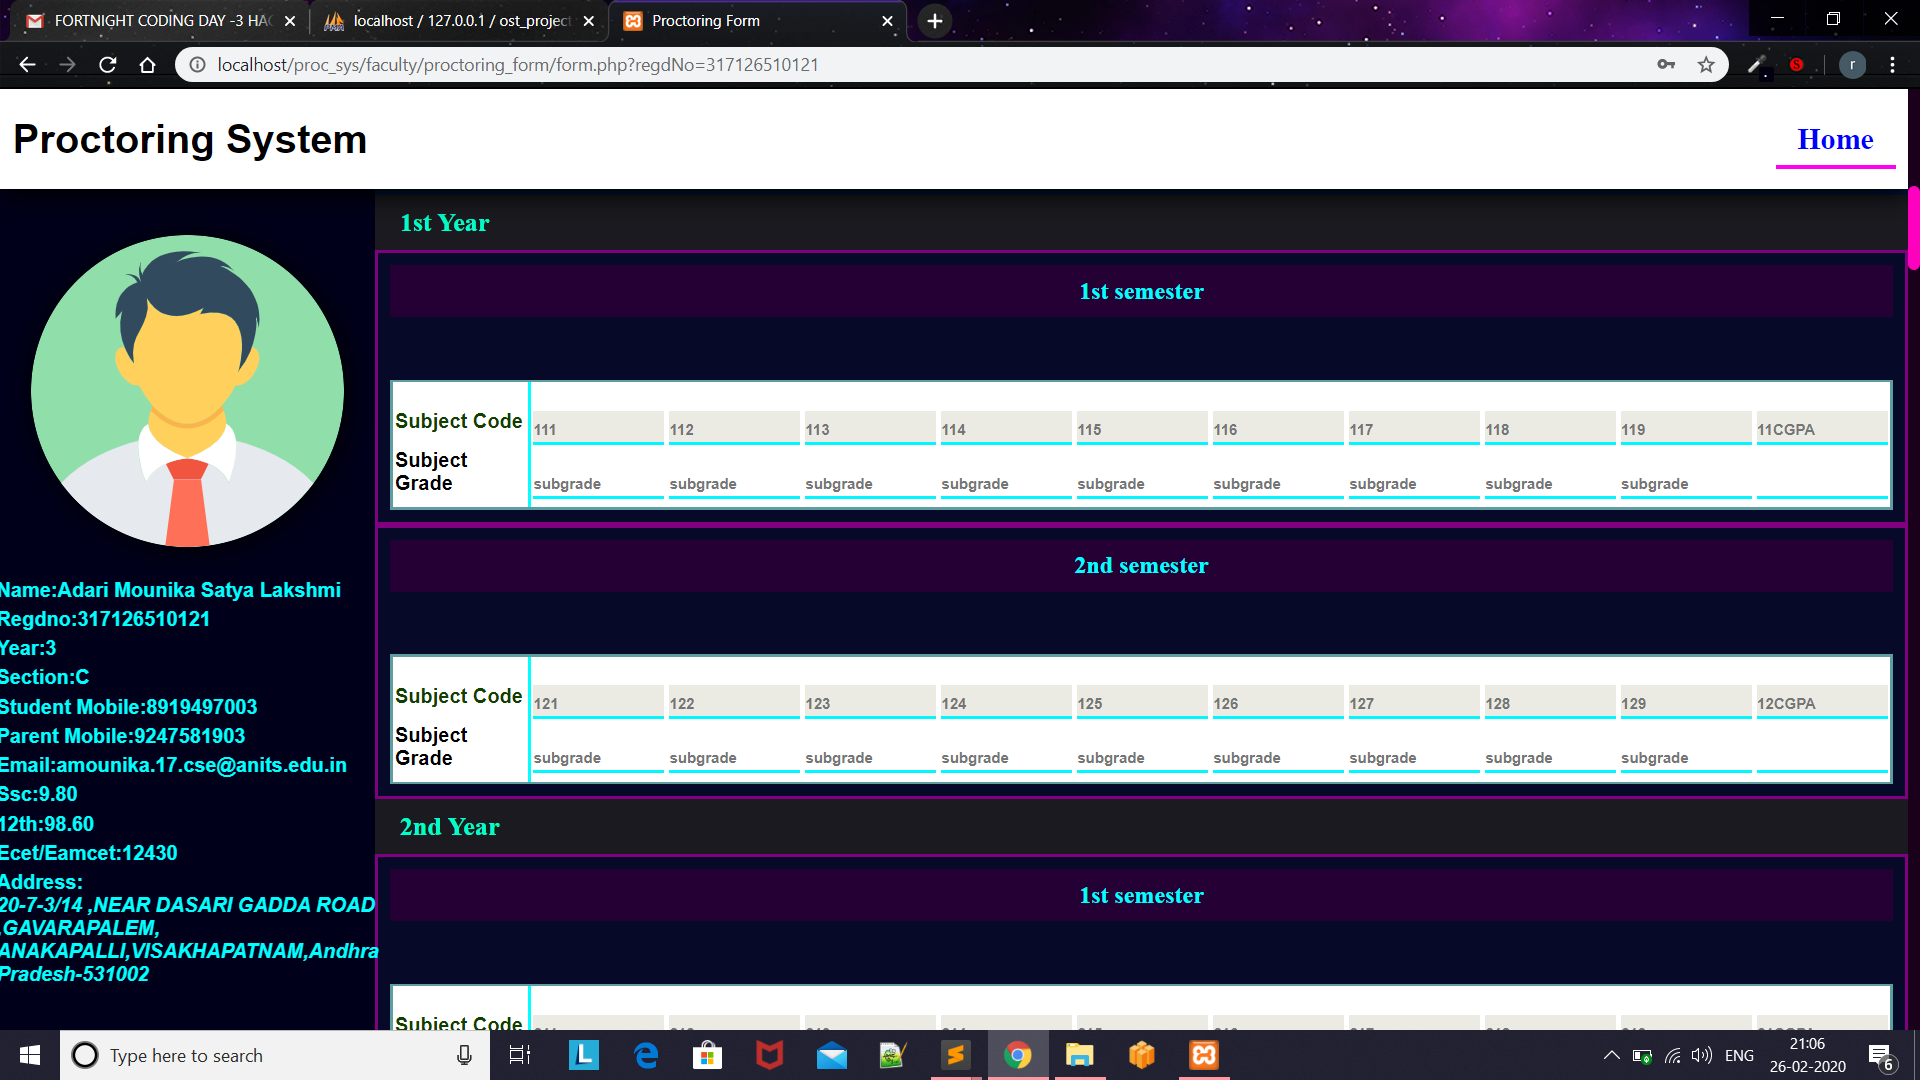 FORTNIGHT CODING DAY -3 HAC
localhost / 127.0.0.1 / ost_project
Proctoring Form
localhost/proc_sys/faculty/proctoring_form/form.php?regdNo=317126510121
r
Proctoring System
Home
1st Year
1st semester
Subject Code 111 112 113 114 115 116 117 118 119 11CGPA
Subject Grade subgrade subgrade subgrade subgrade subgrade subgrade subgrade subgrade subgrade
2nd semester
Subject Code 121 122 123 124 125 126 127 128 129 12CGPA
Subject Grade subgrade subgrade subgrade subgrade subgrade subgrade subgrade subgrade subgrade
2nd Year
1st semester
Subject Code
Name:Adari Mounika Satya Lakshmi
Regdno:317126510121
Year:3
Section:C
Student Mobile:8919497003
Parent Mobile:9247581903
Email:amounika.17.cse@anits.edu.in
Ssc:9.80
12th:98.60
Ecet/Eamcet:12430
Address:
20-7-3/14 ,NEAR DASARI GADDA ROAD
,GAVARAPALEM,
ANAKAPALLI,VISAKHAPATNAM,Andhra
Pradesh-531002
Type here to search
ENG
21:06
26-02-2020
6